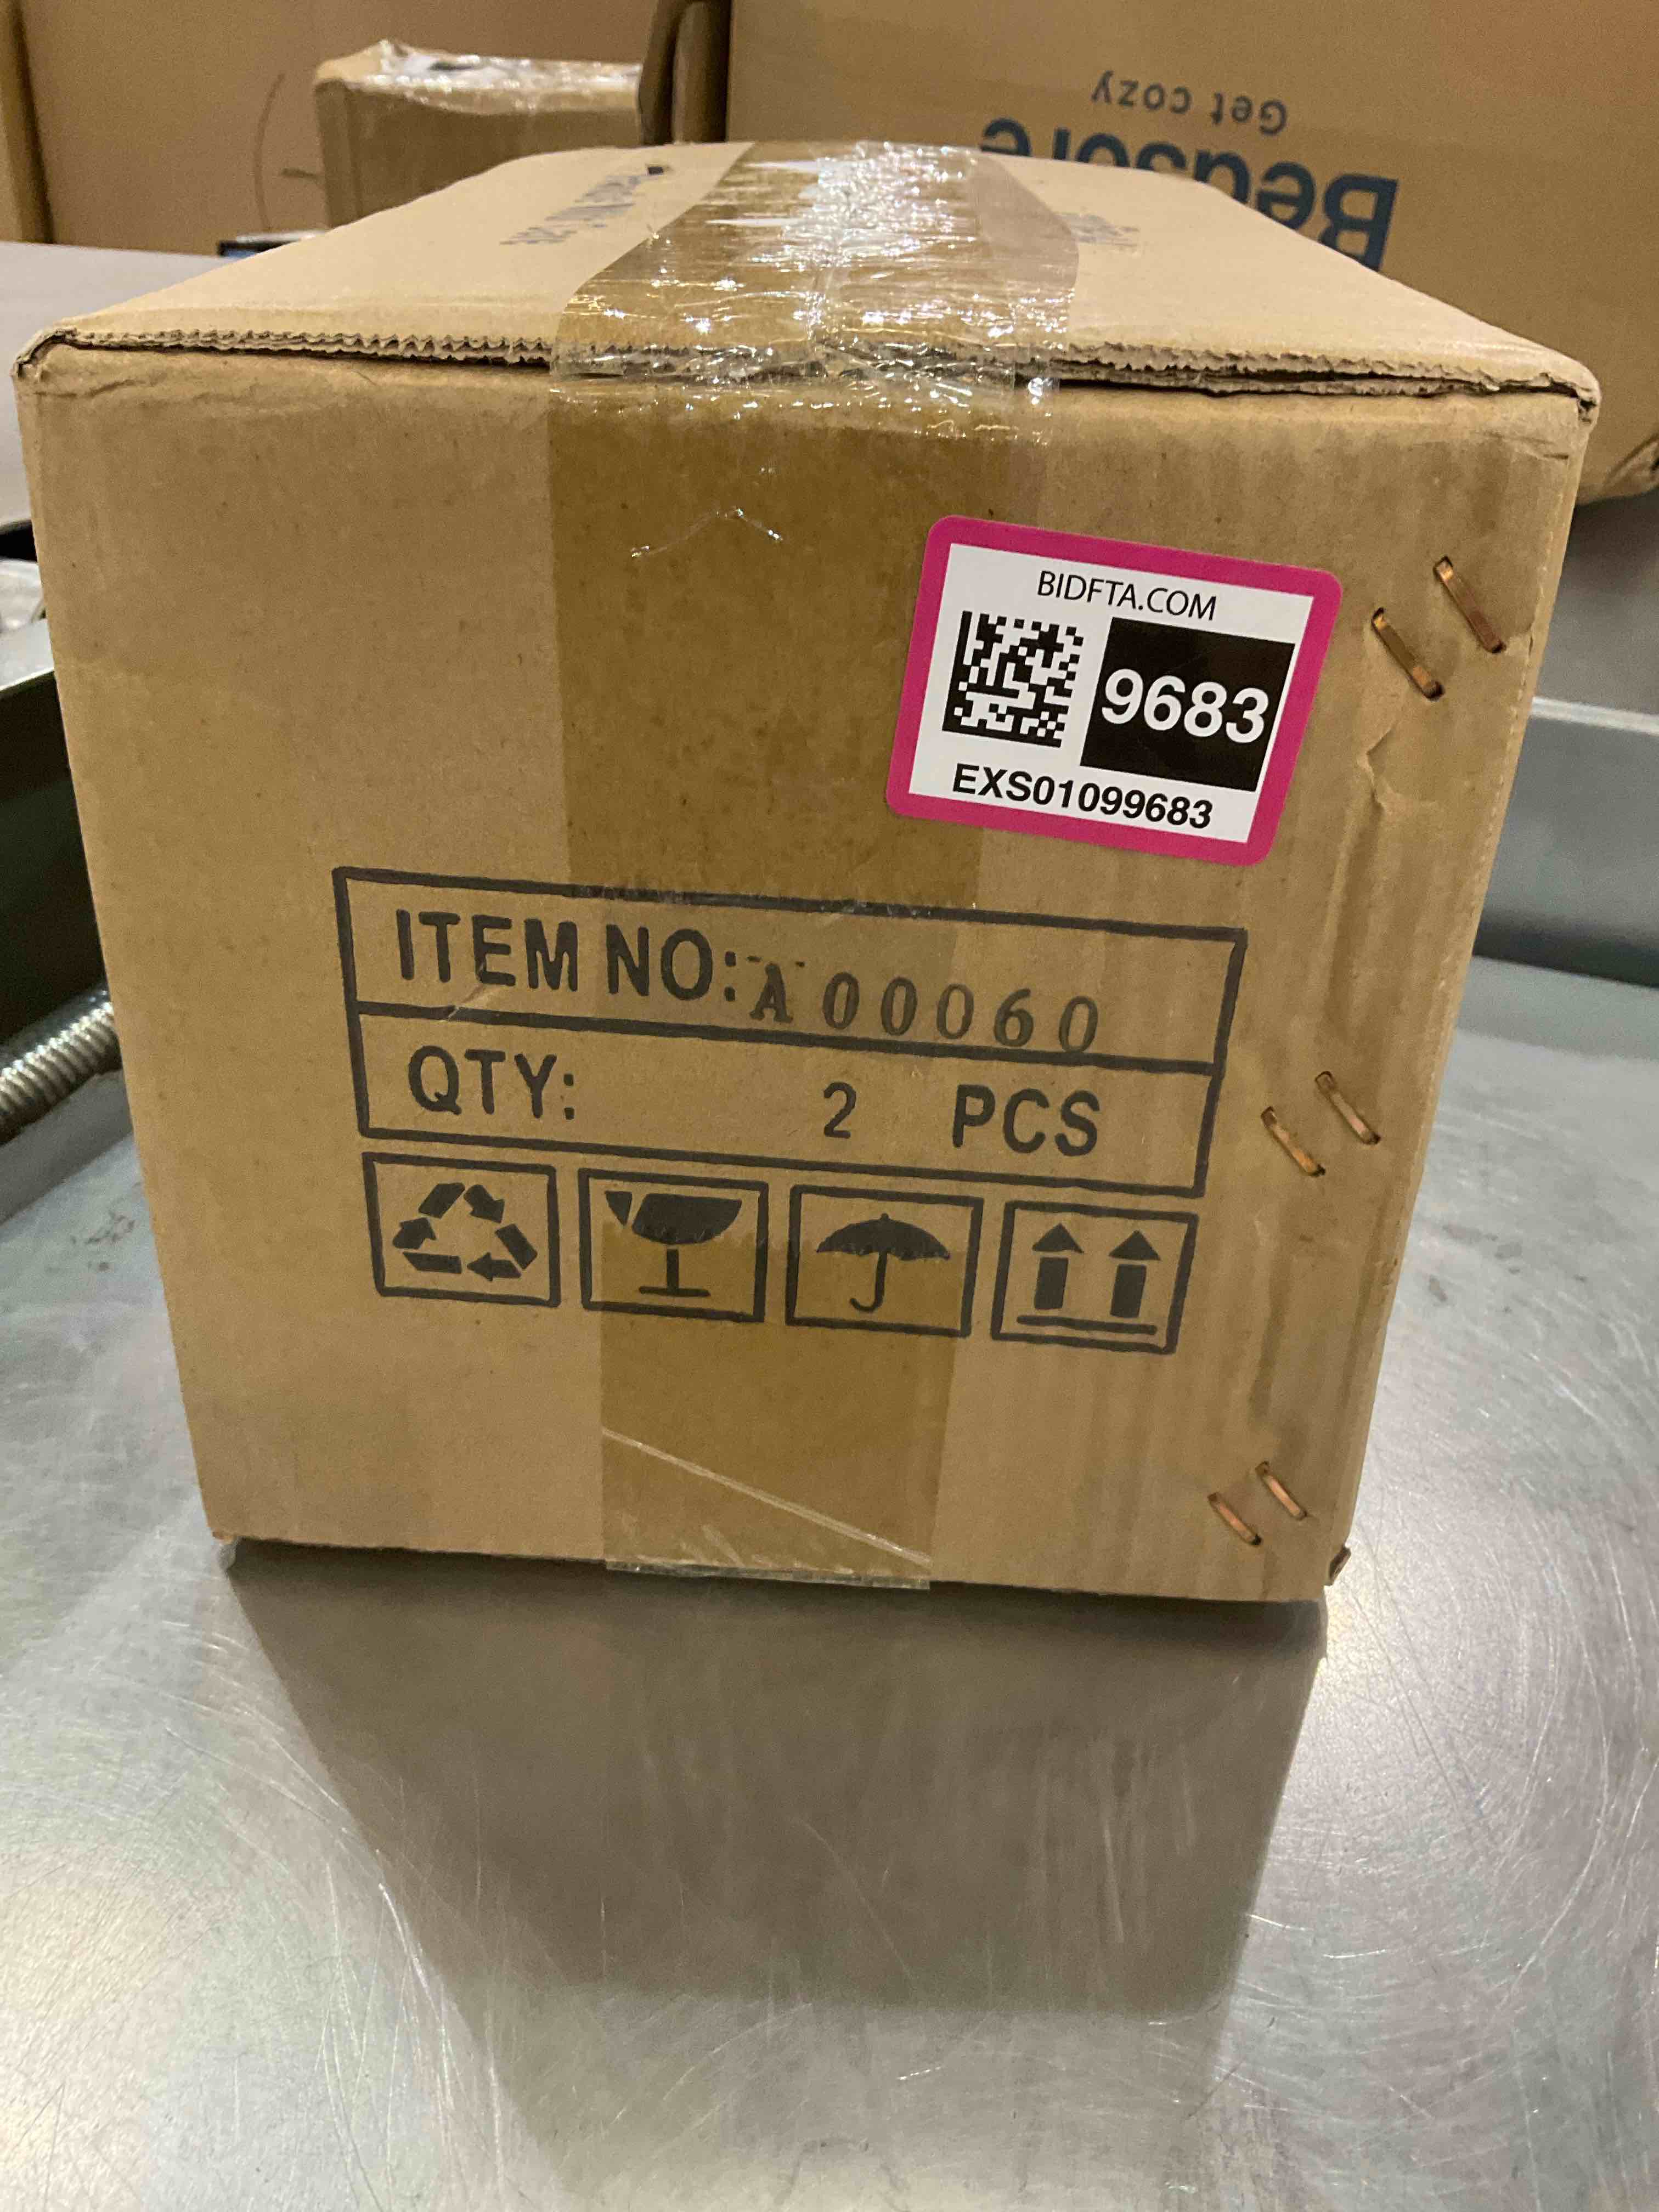 Get cozy
BIDFTA.COM
9683
EXS01099683
ITEM NO: A00060
QTY: 2 PCS